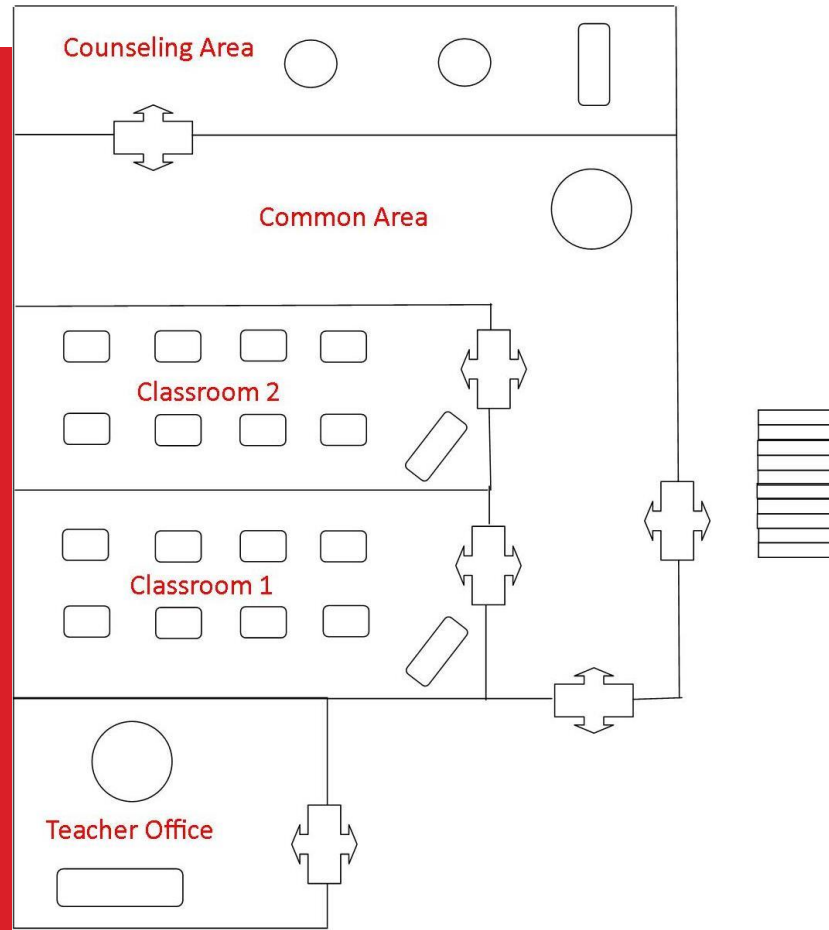 Counseling Area
Common Area
Classroom 2
Classroom 1
Teacher Office